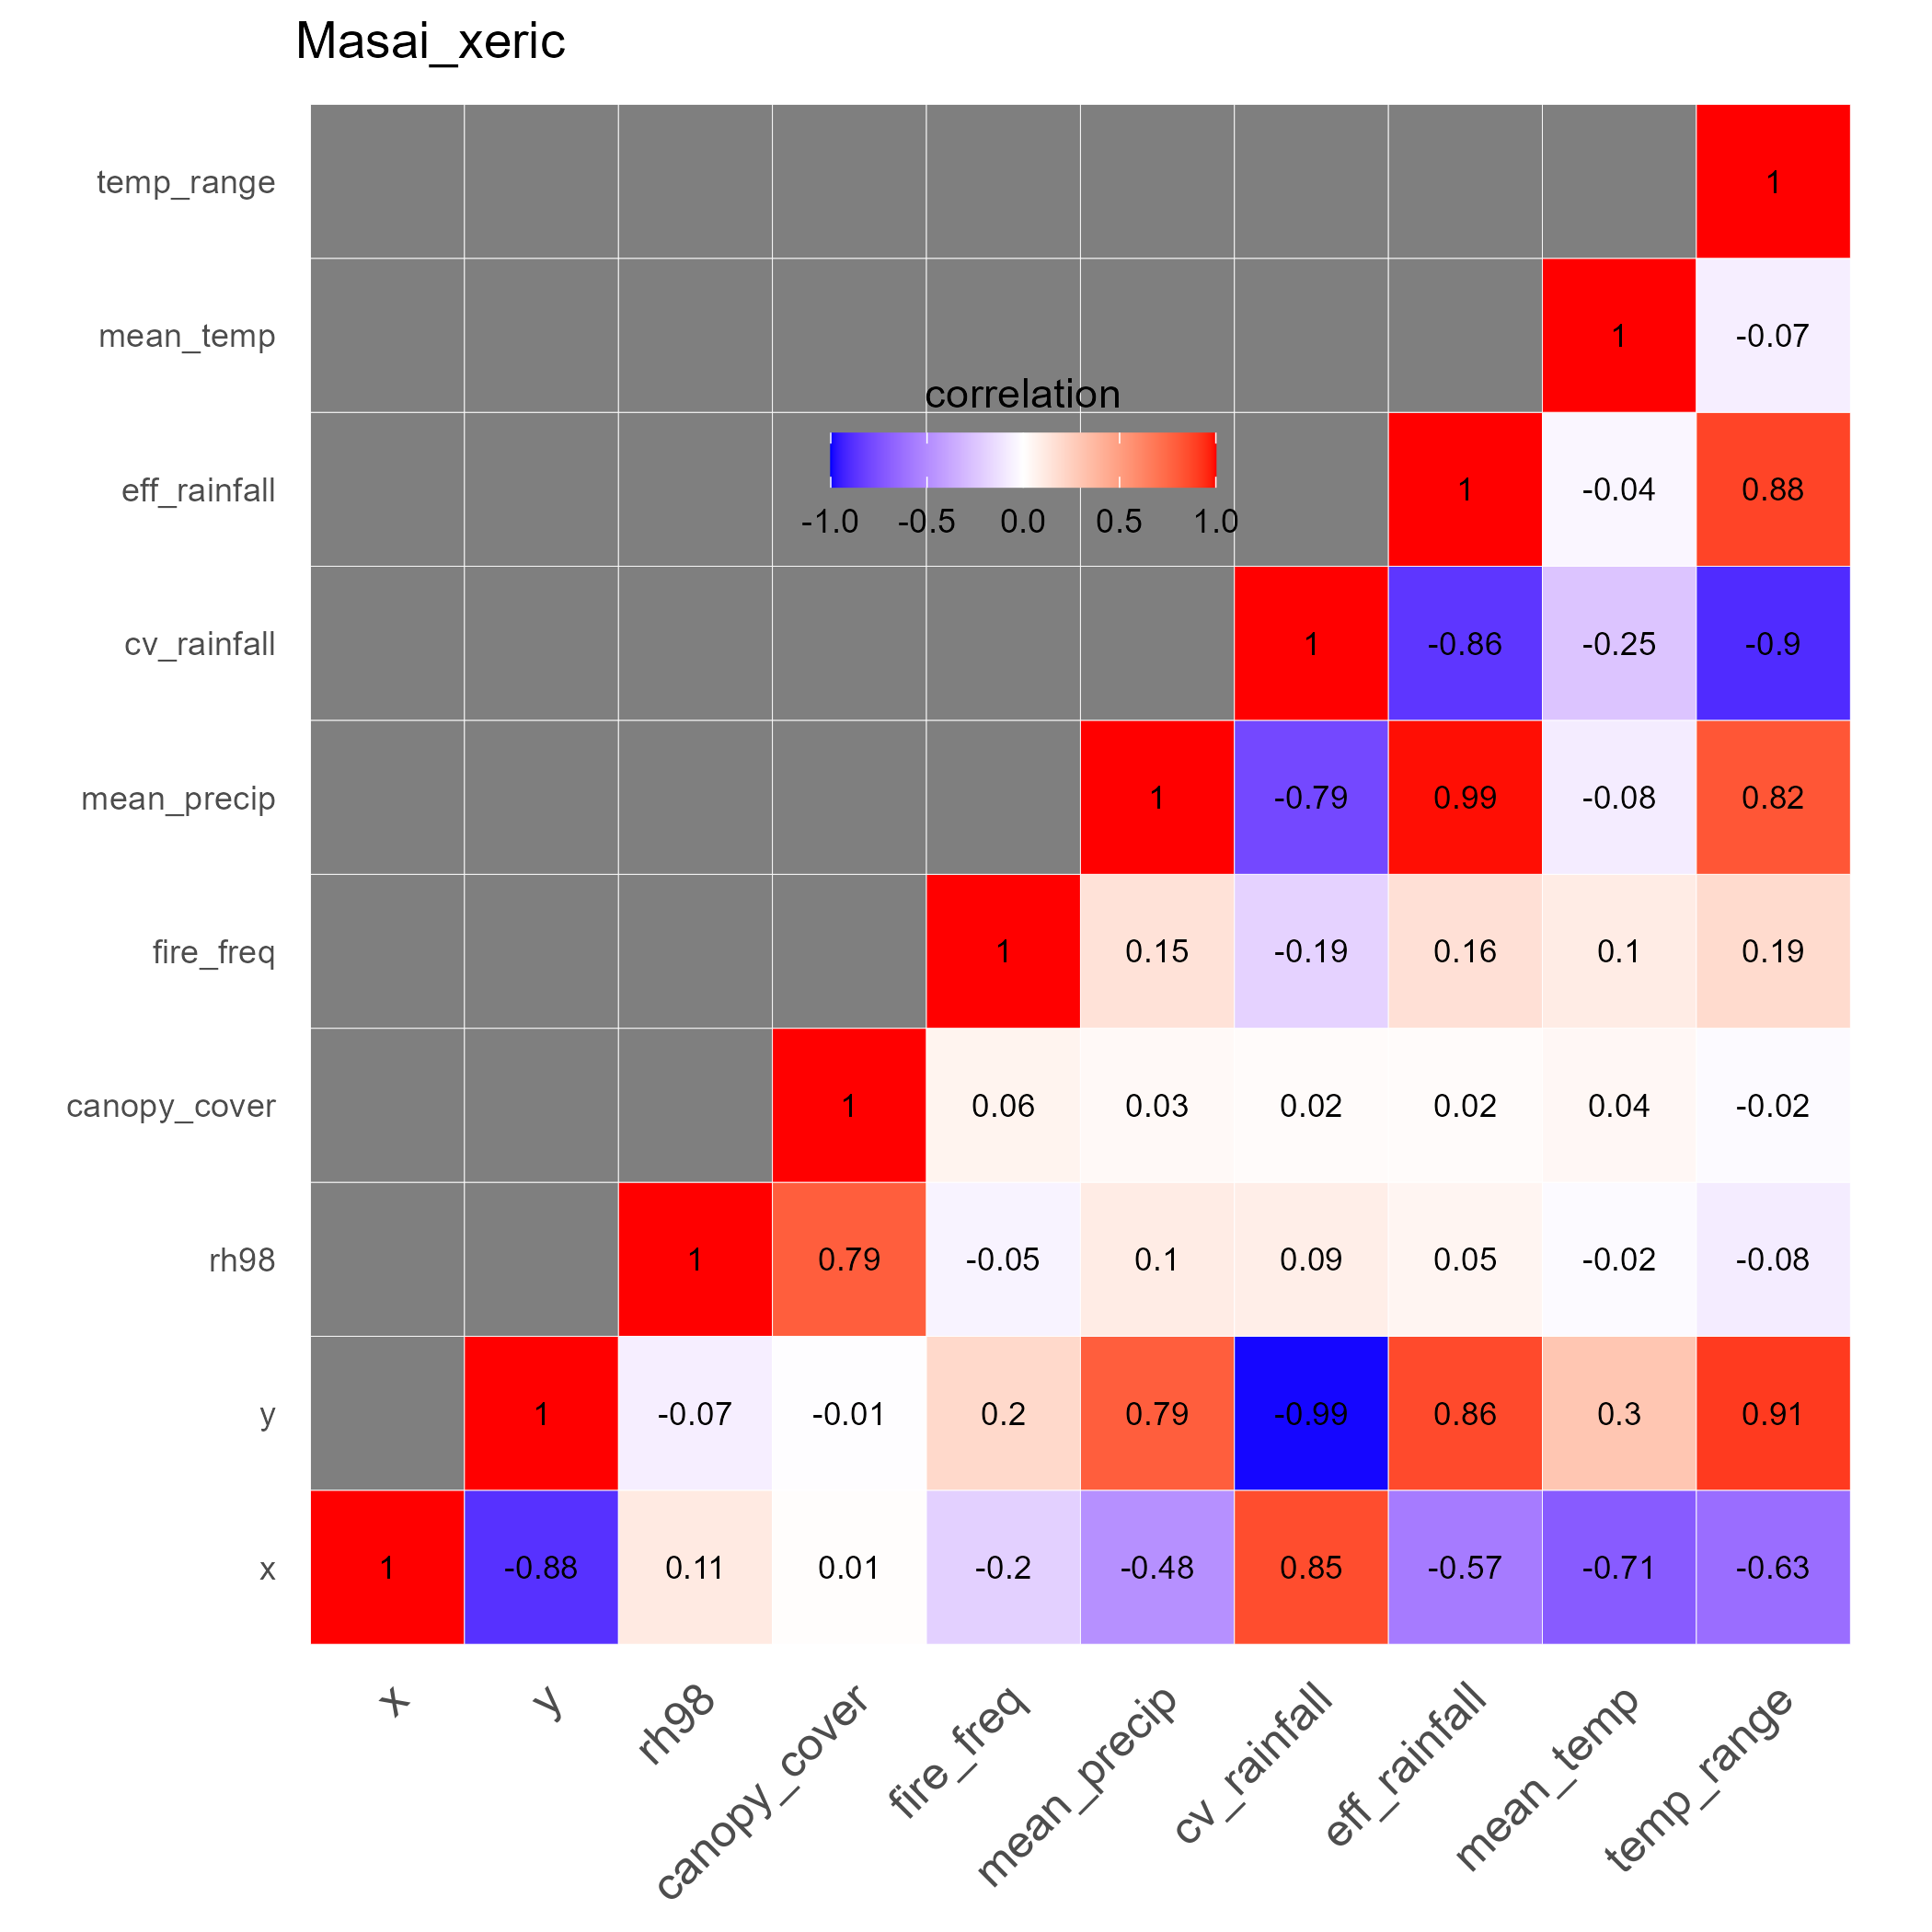 Masai_xeric
temp_range 1
mean_temp 1 -0.07
correlation
-1.0 -0.5 0.0 0.5 1.0
eff_rainfall 1 -0.04 0.88
cv_rainfall 1 -0.86 -0.25 -0.9
mean_precip 1 -0.79 0.99 -0.08 0.82
fire_freq 1 0.15 -0.19 0.16 0.1 0.19
canopy_cover 1 0.06 0.03 0.02 0.02 0.04 -0.02
rh98 1 0.79 -0.05 0.1 0.09 0.05 -0.02 -0.08
y 1 -0.07 -0.01 0.2 0.79 -0.99 0.86 0.3 0.91
x 1 -0.88 0.11 0.01 -0.2 -0.48 0.85 -0.57 -0.71 -0.63
x y rh98 canopy_cover fire_freq mean_precip cv_rainfall eff_rainfall mean_temp temp_range